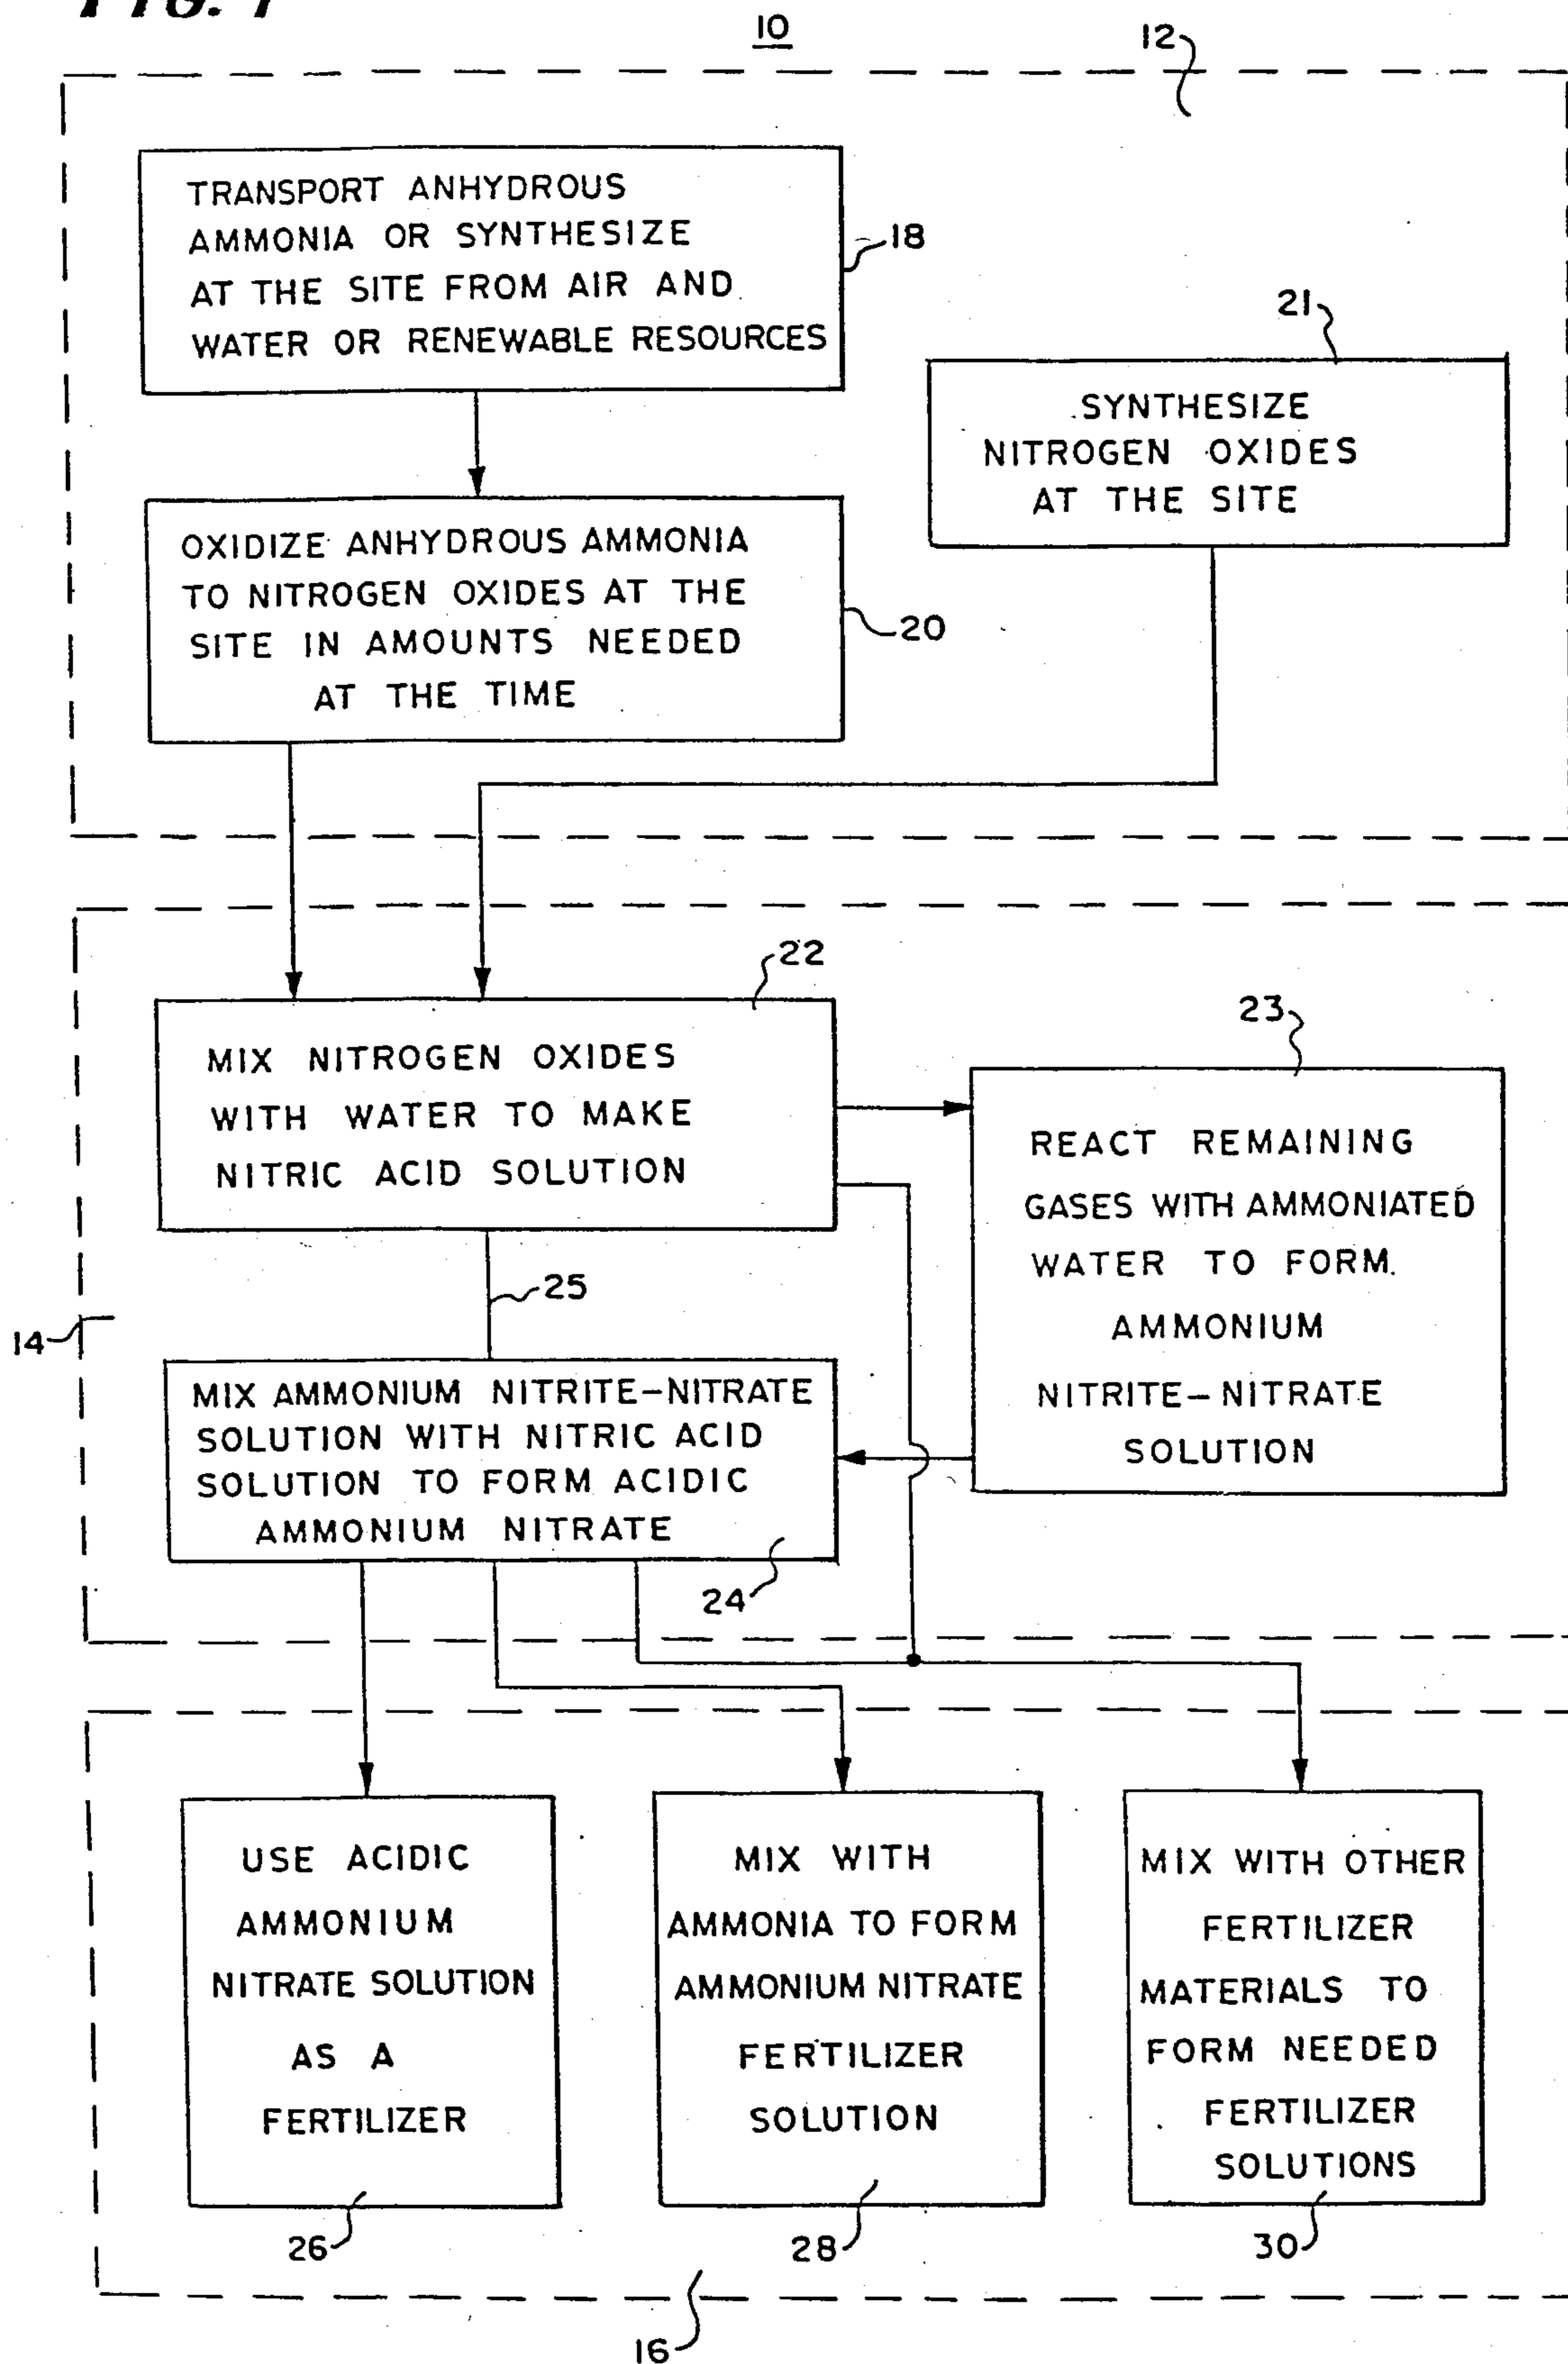 FIG. 1
10
12
TRANSPORT ANHYDROUS
AMMONIA OR SYNTHESIZE
AT THE SITE FROM AIR AND
WATER OR RENEWABLE RESOURCES
18
21
SYNTHESIZE
NITROGEN OXIDES
AT THE SITE
OXIDIZE ANHYDROUS AMMONIA
TO NITROGEN OXIDES AT THE
SITE IN AMOUNTS NEEDED
AT THE TIME
20
22
MIX NITROGEN OXIDES
WITH WATER TO MAKE
NITRIC ACID SOLUTION
23
REACT REMAINING
GASES WITH AMMONIATED
WATER TO FORM
AMMONIUM
NITRITE-NITRATE
SOLUTION
25
14
MIX AMMONIUM NITRITE-NITRATE
SOLUTION WITH NITRIC ACID
SOLUTION TO FORM ACIDIC
AMMONIUM NITRATE
24
USE ACIDIC
AMMONIUM
NITRATE SOLUTION
AS A
FERTILIZER
26
MIX WITH
AMMONIA TO FORM
AMMONIUM NITRATE
FERTILIZER
SOLUTION
28
MIX WITH OTHER
FERTILIZER
MATERIALS TO
FORM NEEDED
FERTILIZER
SOLUTIONS
30
16